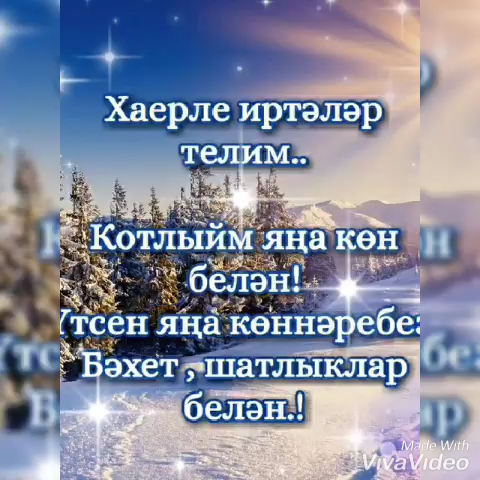 Хаерле иртәләр
телим..
Котлыйм яңа көн
белән!
Үтсен яңа көннәребез
Бәхет , шатлыклар
белән.!
Made With
VivaVideo